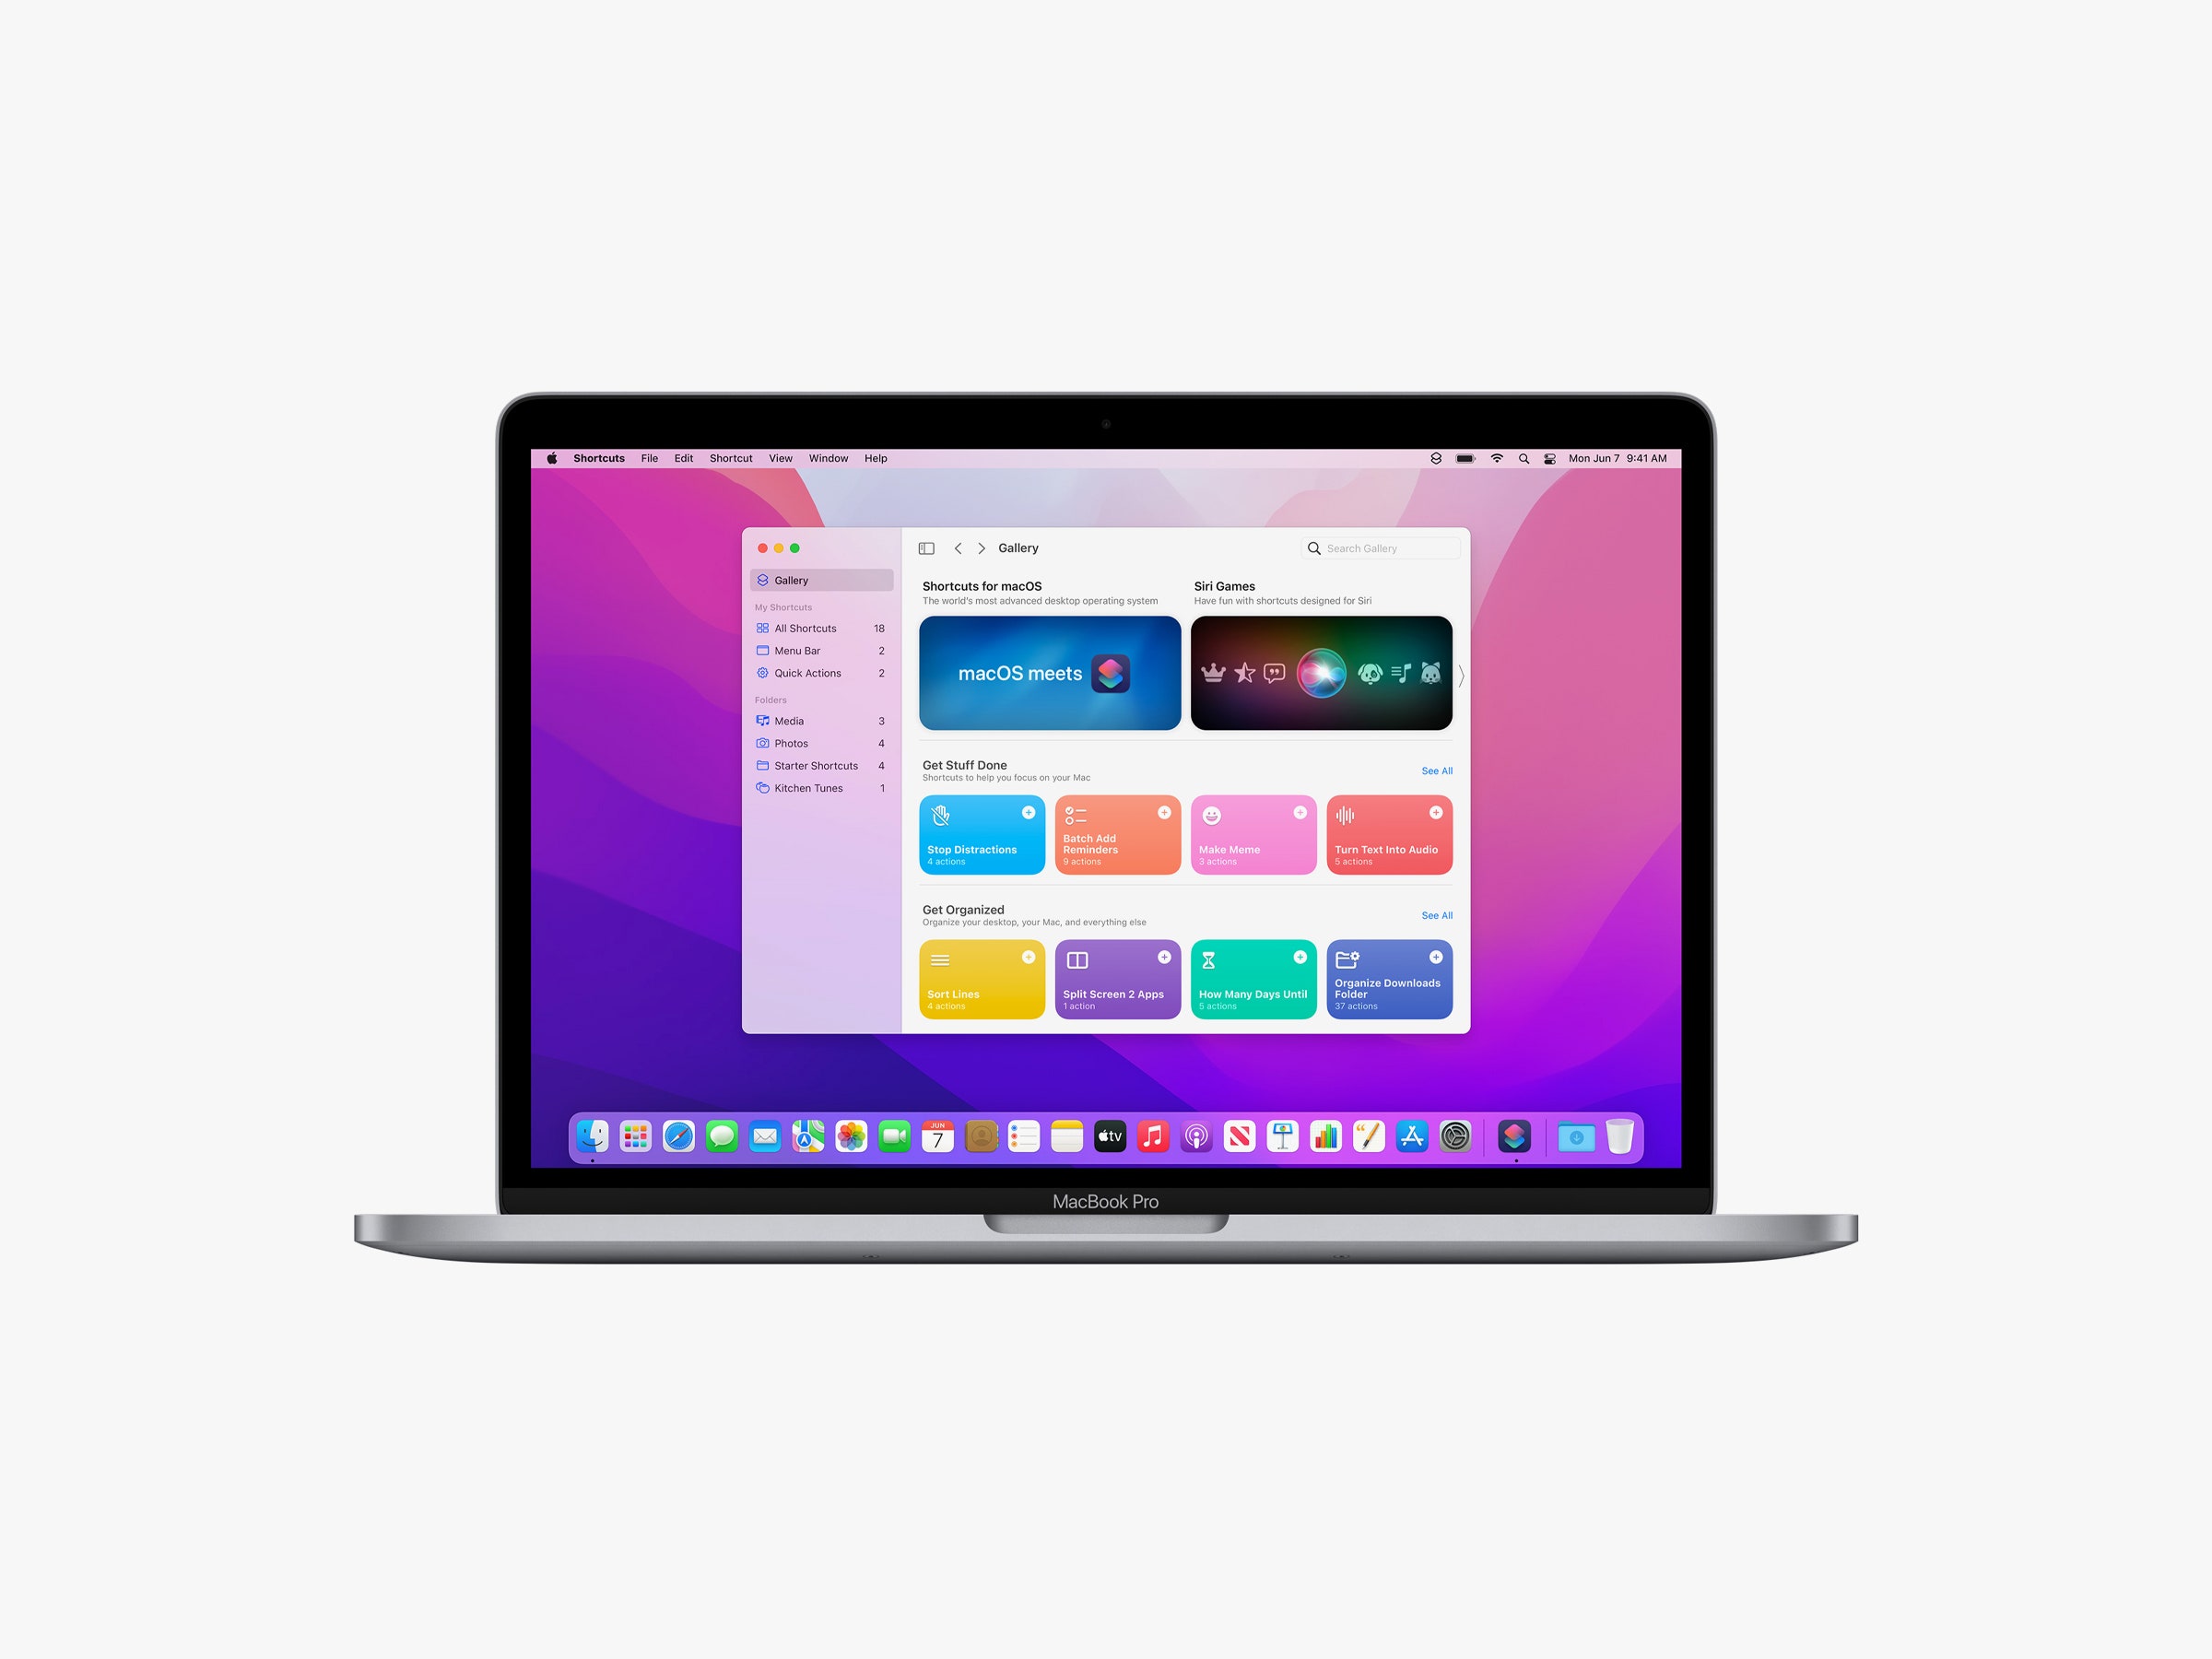 Shortcuts File Edit Shortcut View Window Help
Mon Jun 7 9:41 AM
Gallery
My Shortcuts
All Shortcuts 18
Menu Bar 2
Quick Actions 2
Folders
Media 3
Photos 4
Starter Shortcuts 4
Kitchen Tunes 1
Gallery
Search Gallery
Shortcuts for macOS
The world's most advanced desktop operating system
macOS meets
Siri Games
Have fun with shortcuts designed for Siri
Get Stuff Done
See All
Shortcuts to help you focus on your Mac
Stop Distractions
4 actions
Batch Add
Reminders
9 actions
Make Meme
3 actions
Turn Text Into Audio
5 actions
Get Organized
See All
Organize your desktop, your Mac, and everything else
Sort Lines
4 actions
Split Screen 2 Apps
1 action
How Many Days Until
5 actions
Organize Downloads
Folder
37 actions
JUN
7
tv
MacBook Pro